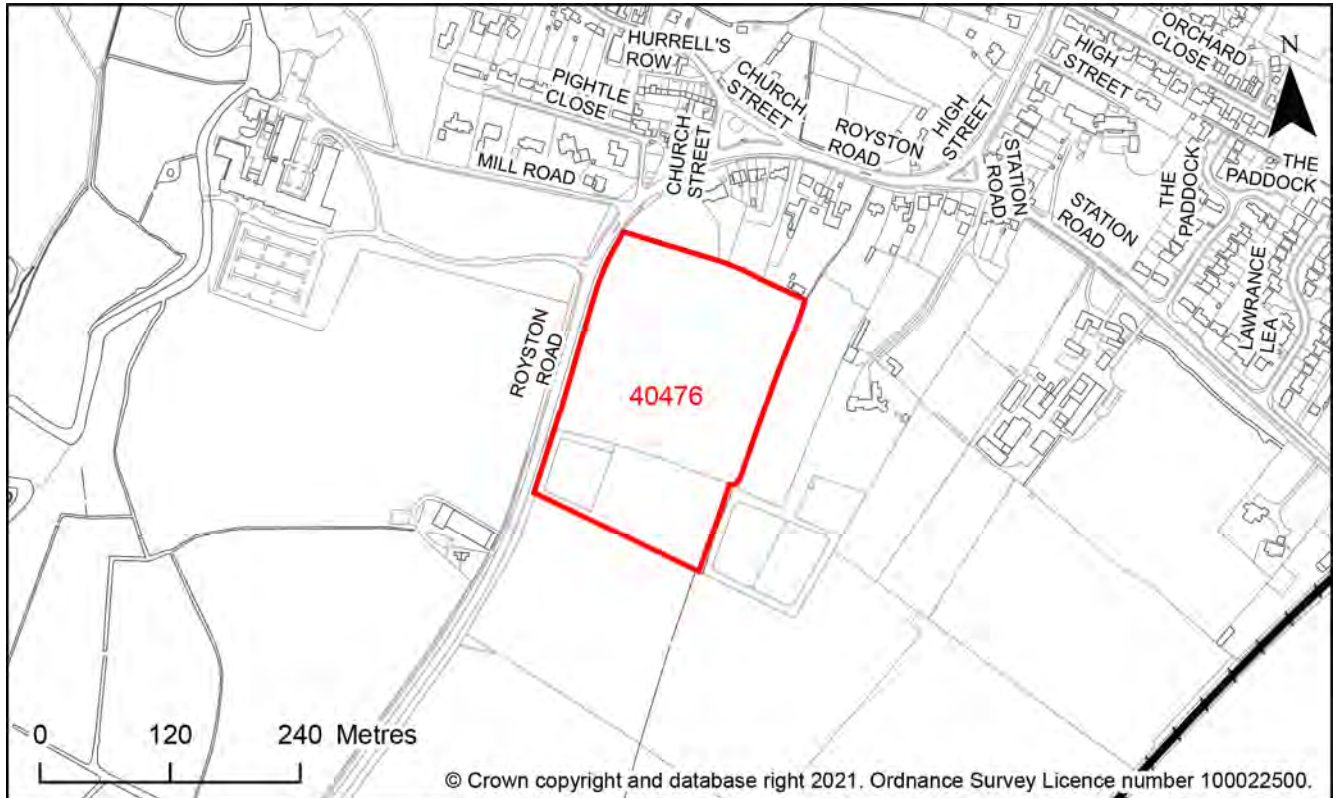 ORCHARD
CLOSE
HURRELL'S
ROW
HIGH
STREET
N
PIGHTLE
CLOSE
CHURCH
STREET
ROYSTON
ROAD
HIGH
STREET
MILL ROAD
CHURCH
STREET
STATION
ROAD
THE
PADDOCK
THE
PADDOCK
STATION
ROAD
LAWRANCE
LEA
ROYSTON
ROAD
40476
0 120 240 Metres
© Crown copyright and database right 2021. Ordnance Survey Licence number 100022500.